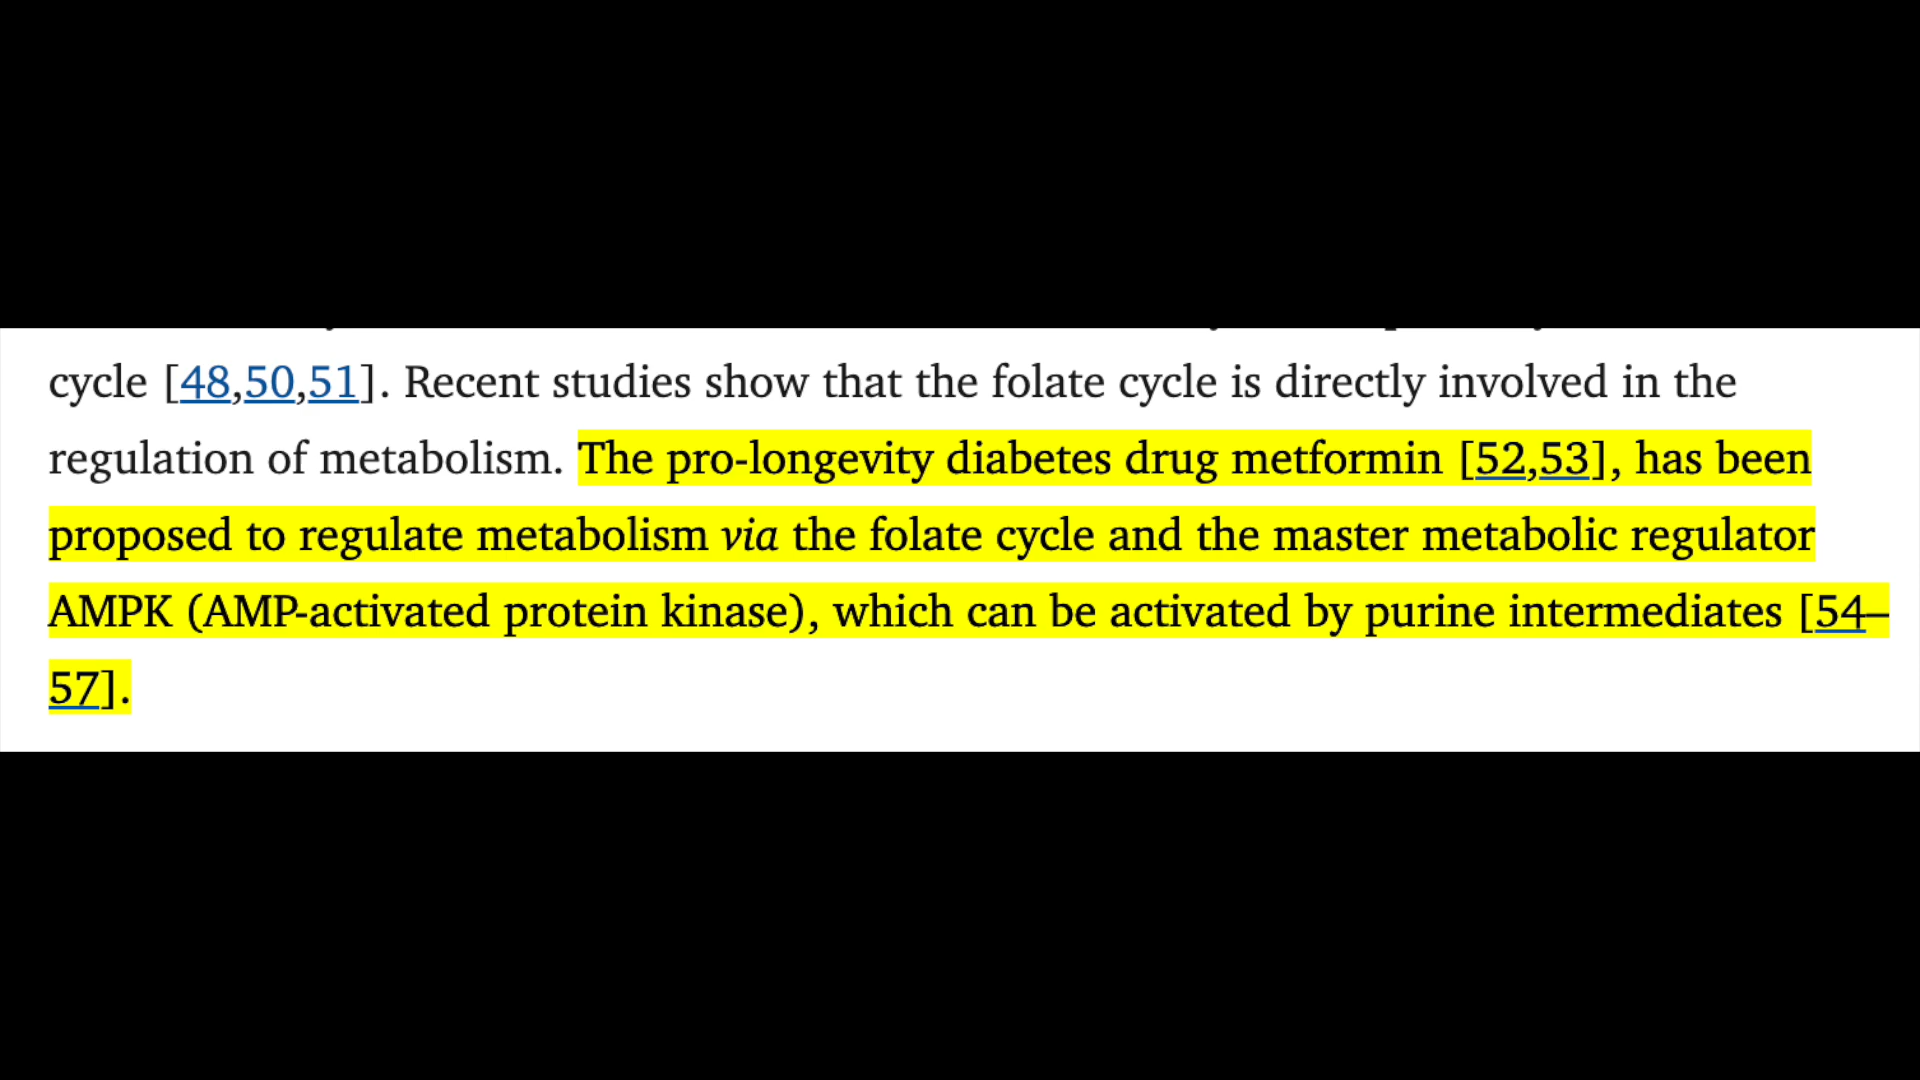 cycle [48,50,51]. Recent studies show that the folate cycle is directly involved in the
regulation of metabolism. The pro-longevity diabetes drug metformin [52,53], has been
proposed to regulate metabolism via the folate cycle and the master metabolic regulator
AMPK (AMP-activated protein kinase), which can be activated by purine intermediates [54–
57].